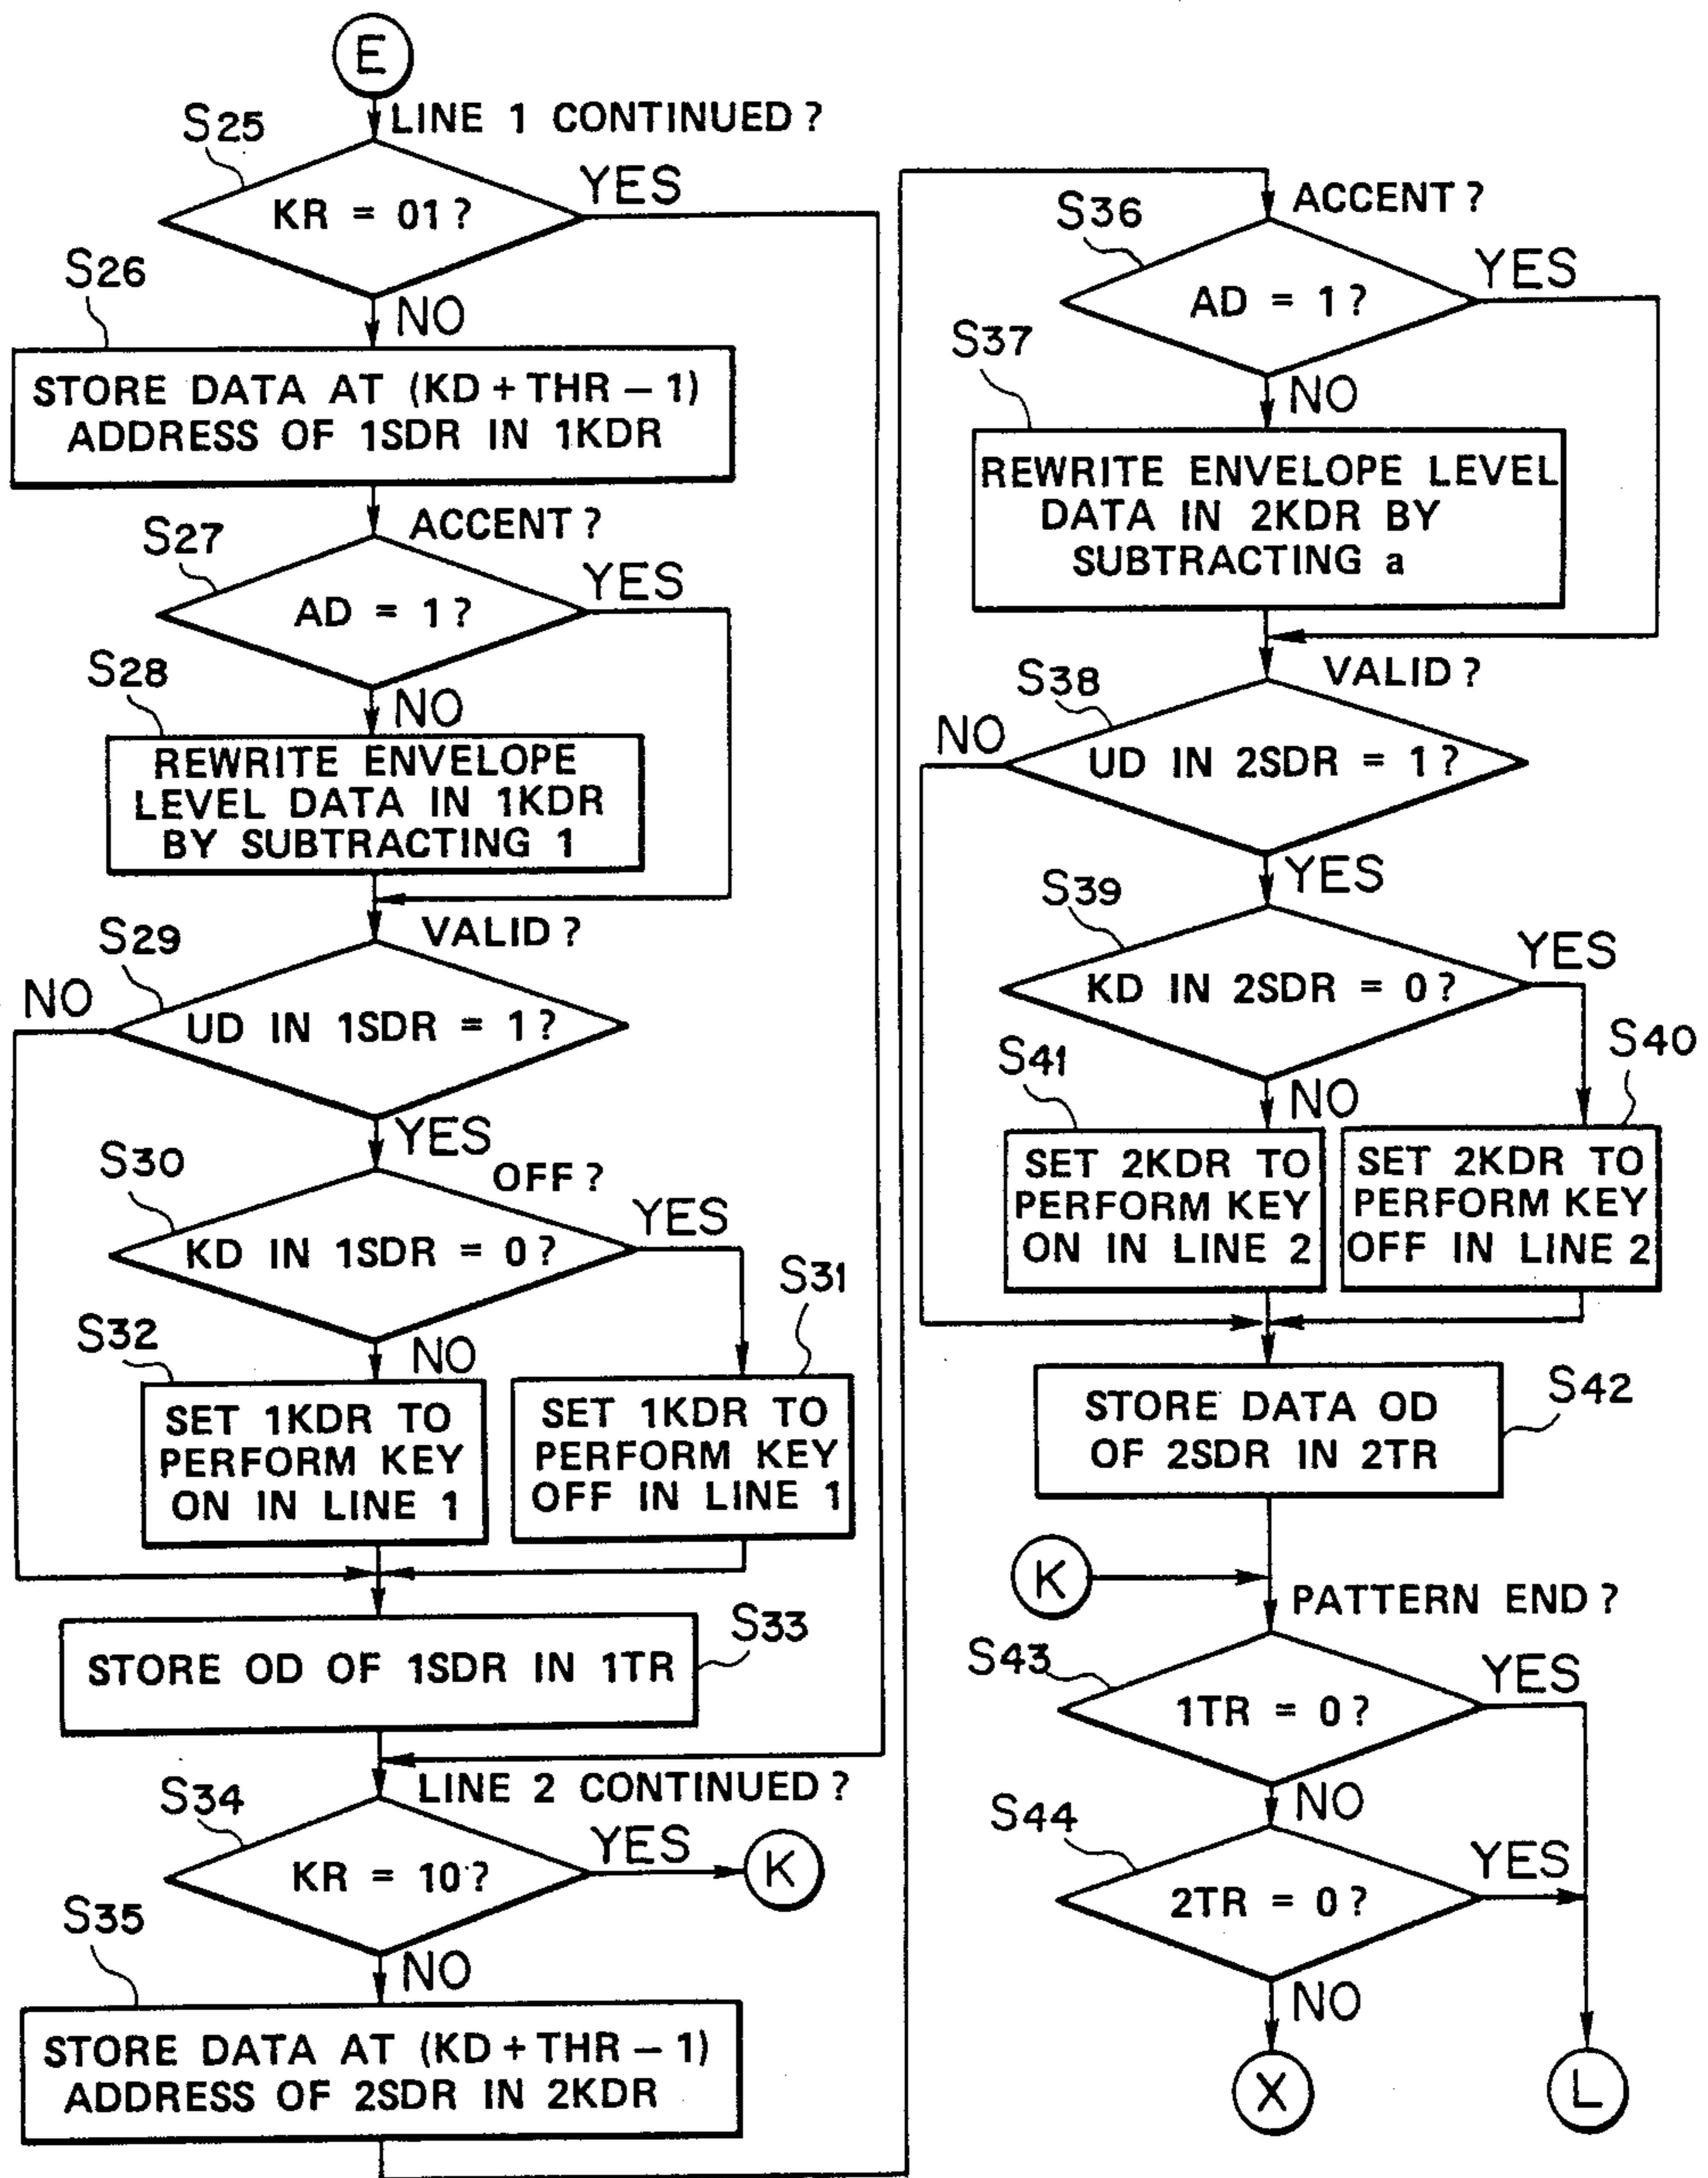 E
LINE 1 CONTINUED?
S25
YES
KR = 01?
S26
NO
STORE DATA AT (KD + THR - 1)
ADDRESS OF 1SDR IN 1KDR
ACCENT?
S27
YES
AD = 1?
S28
NO
REWRITE ENVELOPE
LEVEL DATA IN 1KDR
BY SUBTRACTING 1
VALID?
S29
NO
UD IN 1SDR = 1?
YES
S30
OFF?
YES
KD IN 1SDR = 0?
S31
S32
NO
SET 1KDR TO
PERFORM KEY
ON IN LINE 1
SET 1KDR TO
PERFORM KEY
OFF IN LINE 1
S33
STORE OD OF 1SDR IN 1TR
LINE 2 CONTINUED?
S34
YES
K
KR = 10?
S35
NO
STORE DATA AT (KD + THR - 1)
ADDRESS OF 2SDR IN 2KDR
ACCENT?
S36
YES
AD = 1?
S37
NO
REWRITE ENVELOPE LEVEL
DATA IN 2KDR BY
SUBTRACTING a
VALID?
S38
NO
UD IN 2SDR = 1?
YES
S39
YES
KD IN 2SDR = 0?
S40
S41
NO
SET 2KDR TO
PERFORM KEY
ON IN LINE 2
SET 2KDR TO
PERFORM KEY
OFF IN LINE 2
S42
STORE DATA OD
OF 2SDR IN 2TR
K
PATTERN END?
S43
YES
1TR = 0?
NO
S44
YES
2TR = 0?
NO
X
L